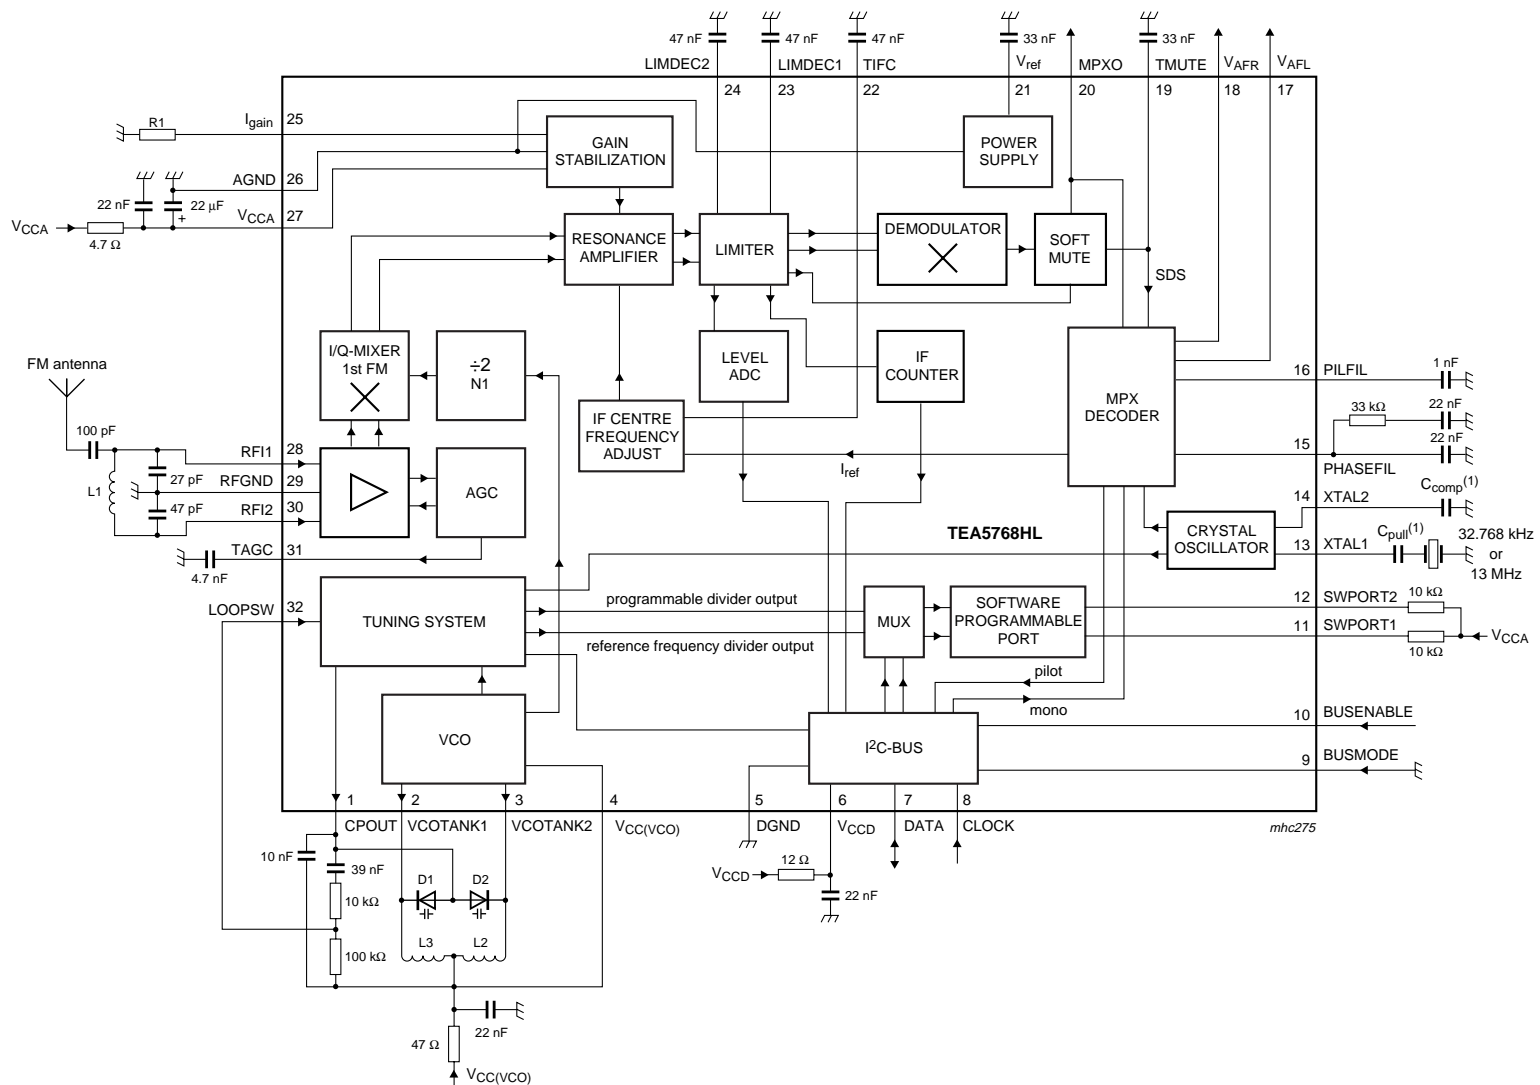 47 nF 47 nF 47 nF 33 nF 33 nF
LIMDEC2 LIMDEC1 TIFC Vref MPXO TMUTE VAFR VAFL
24 23 22 21 20 19 18 17
R1 Igain 25
GAIN
STABILIZATION
POWER
SUPPLY
AGND 26
22 nF 22 μF
+
VCCA 27
VCCA
4.7 Ω
RESONANCE
AMPLIFIER
LIMITER
DEMODULATOR
SOFT
MUTE
SDS
I/Q-MIXER
1st FM
÷2
N1
LEVEL
ADC
IF
COUNTER
MPX
DECODER
FM antenna
16 PILFIL 1 nF
IF CENTRE
FREQUENCY
ADJUST
33 kΩ 22 nF
22 nF
15
PHASEFIL
Iref
100 pF
RFI1 28
27 pF
RFGND 29
L1
47 pF
RFI2 30
AGC
TAGC 31
4.7 nF
14 XTAL2 Ccomp(1)
TEA5768HL
CRYSTAL
OSCILLATOR
13 XTAL1 Cpull(1)
32.768 kHz
or
13 MHz
LOOPSW 32
TUNING SYSTEM
programmable divider output
reference frequency divider output
MUX
SOFTWARE
PROGRAMMABLE
PORT
12 SWPORT2 10 kΩ
11 SWPORT1
10 kΩ
VCCA
pilot
mono
VCO
I2C-BUS
10 BUSENABLE
9 BUSMODE
1 2 3 4 5 6 7 8
CPOUT VCOTANK1 VCOTANK2 VCC(VCO) DGND VCCD DATA CLOCK
mhc275
10 nF
39 nF
10 kΩ
100 kΩ
D1 D2
L3 L2
VCCD 12 Ω
22 nF
22 nF
47 Ω
VCC(VCO)